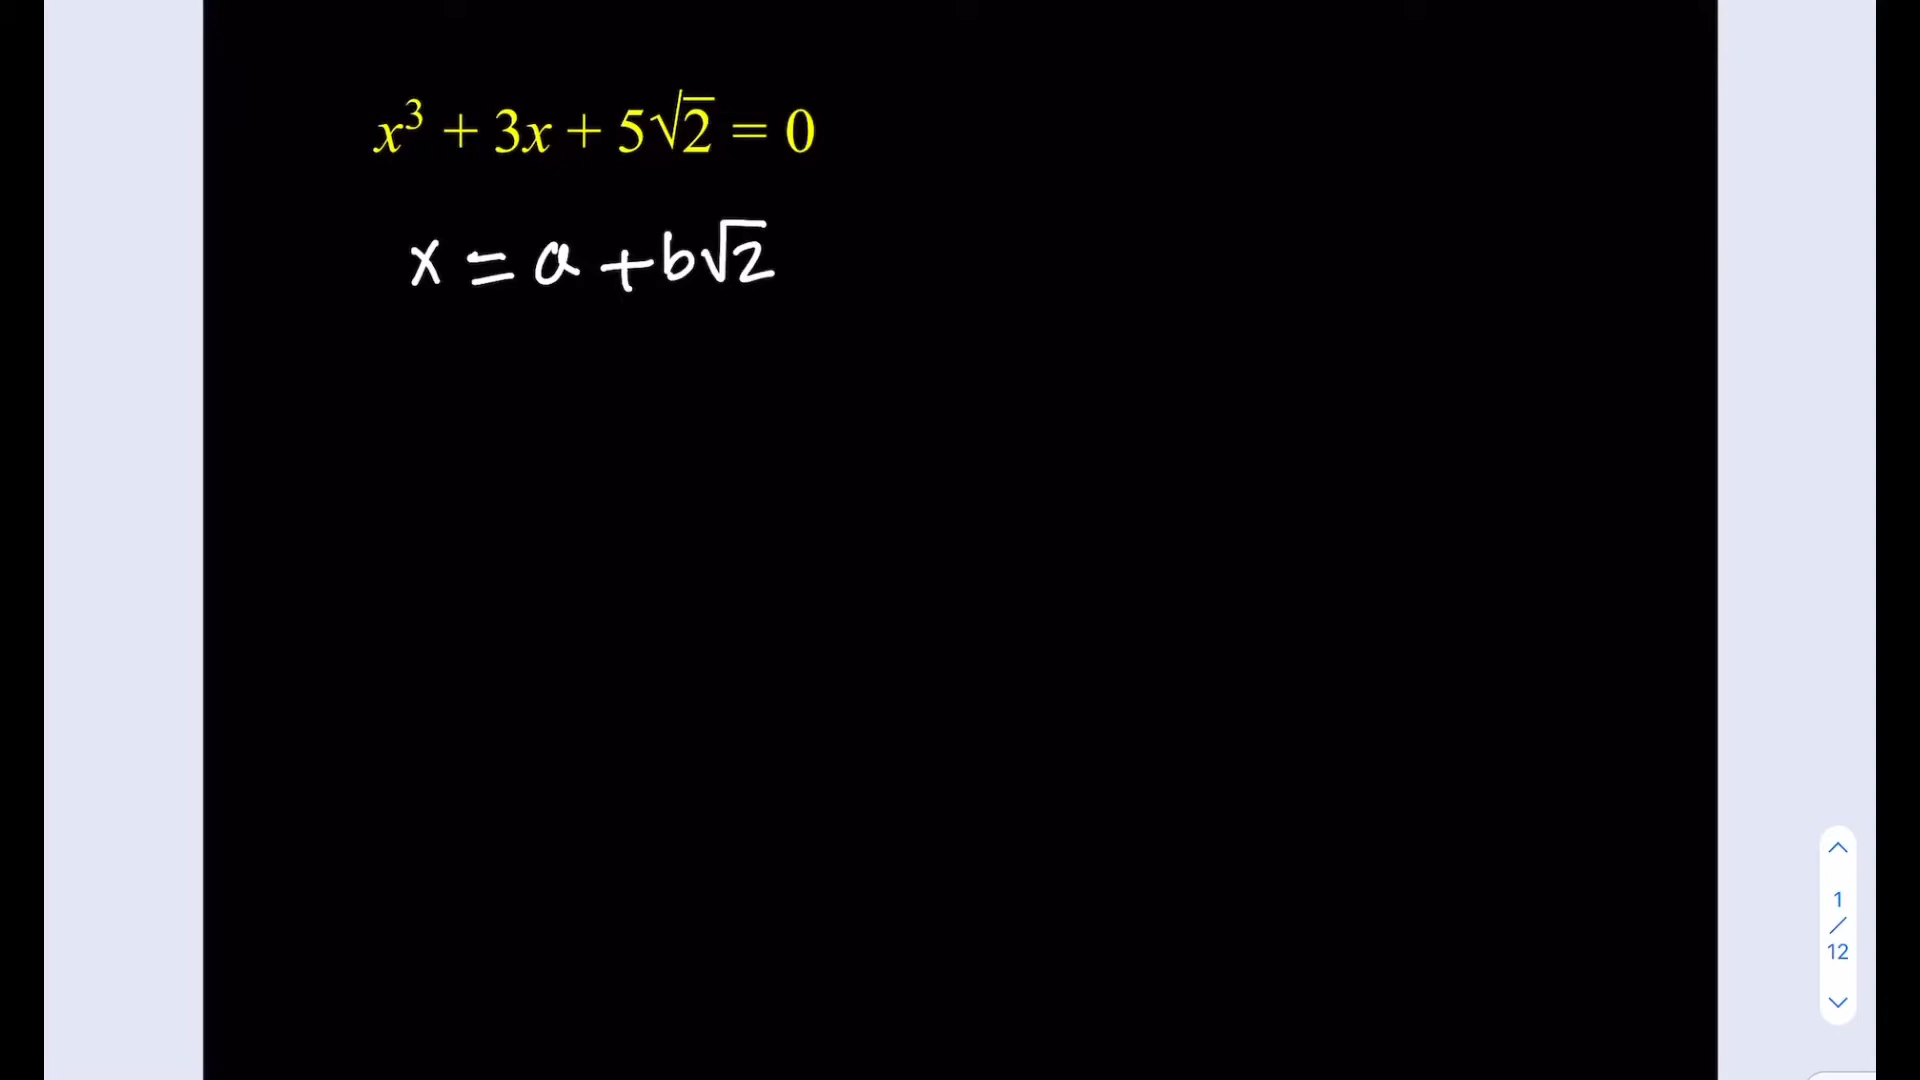 x³ + 3x + 5√2 = 0
x = a + b√2
1
/
12